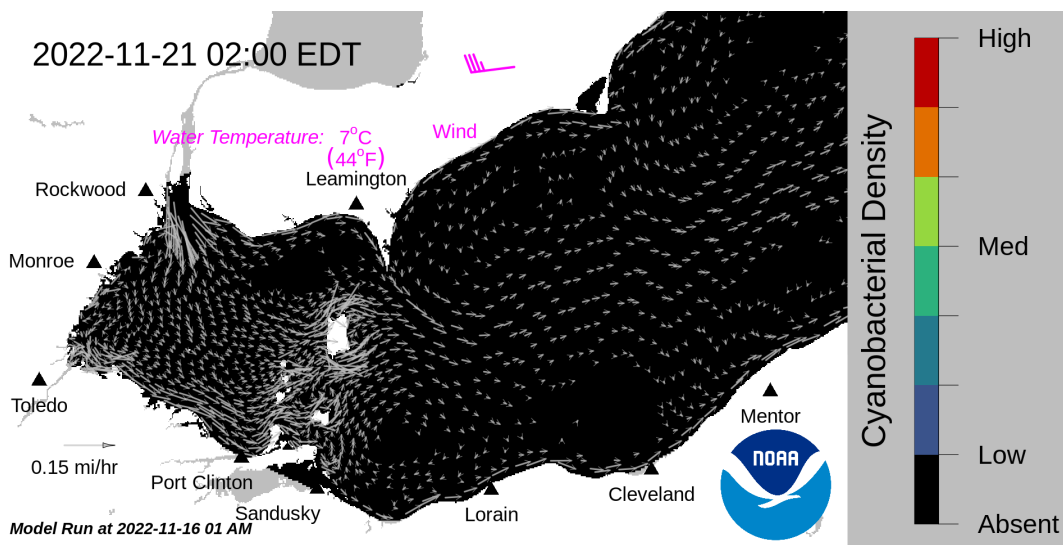 2022-11-21 02:00 EDT
Water Temperature: 7°C
(44°F)
Wind
Leamington
Rockwood
Monroe
Toledo
0.15 mi/hr
Port Clinton
Sandusky
Lorain
Cleveland
Mentor
NOAA
Model Run at 2022-11-16 01 AM
Cyanobacterial Density
High
Med
Low
Absent